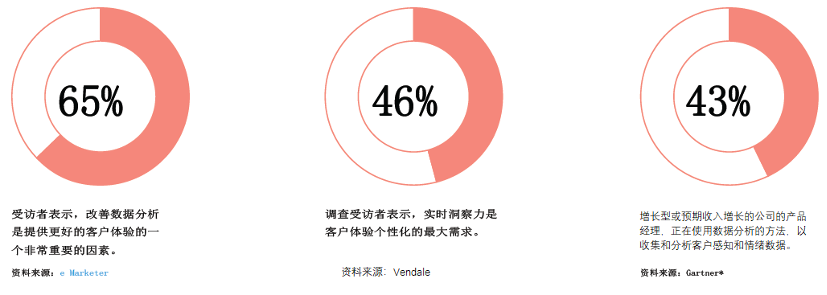 65%
受访者表示，改善数据分析
是提供更好的客户体验的一
个非常重要的因素。
资料来源：e Marketer
46%
调查受访者表示，实时洞察力是
客户体验个性化的最大需求。
资料来源：Vendale
43%
增长型或预期收入增长的公司的产品
经理，正在使用数据分析的方法，以
收集和分析客户感知和情绪数据。
资料来源：Gartner*